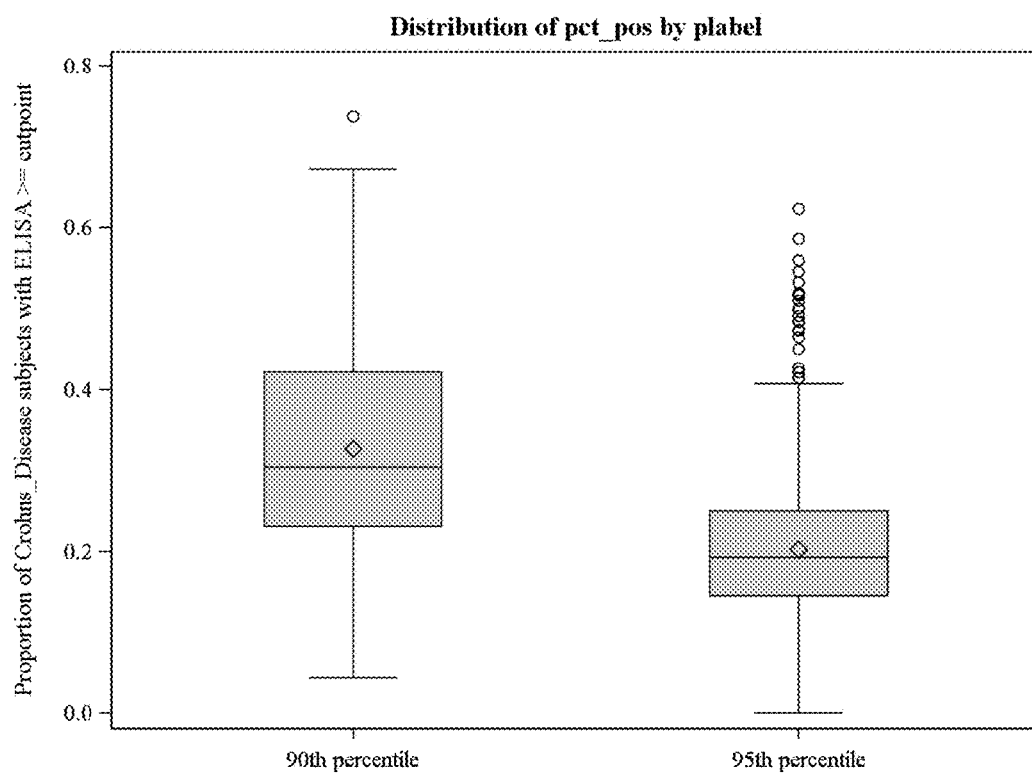 Distribution of pct_pos by plabel
Proportion of Crohns_Disease subjects with ELISA >= cutpoint
0.8
0.6
0.4
0.2
0.0
90th percentile
95th percentile